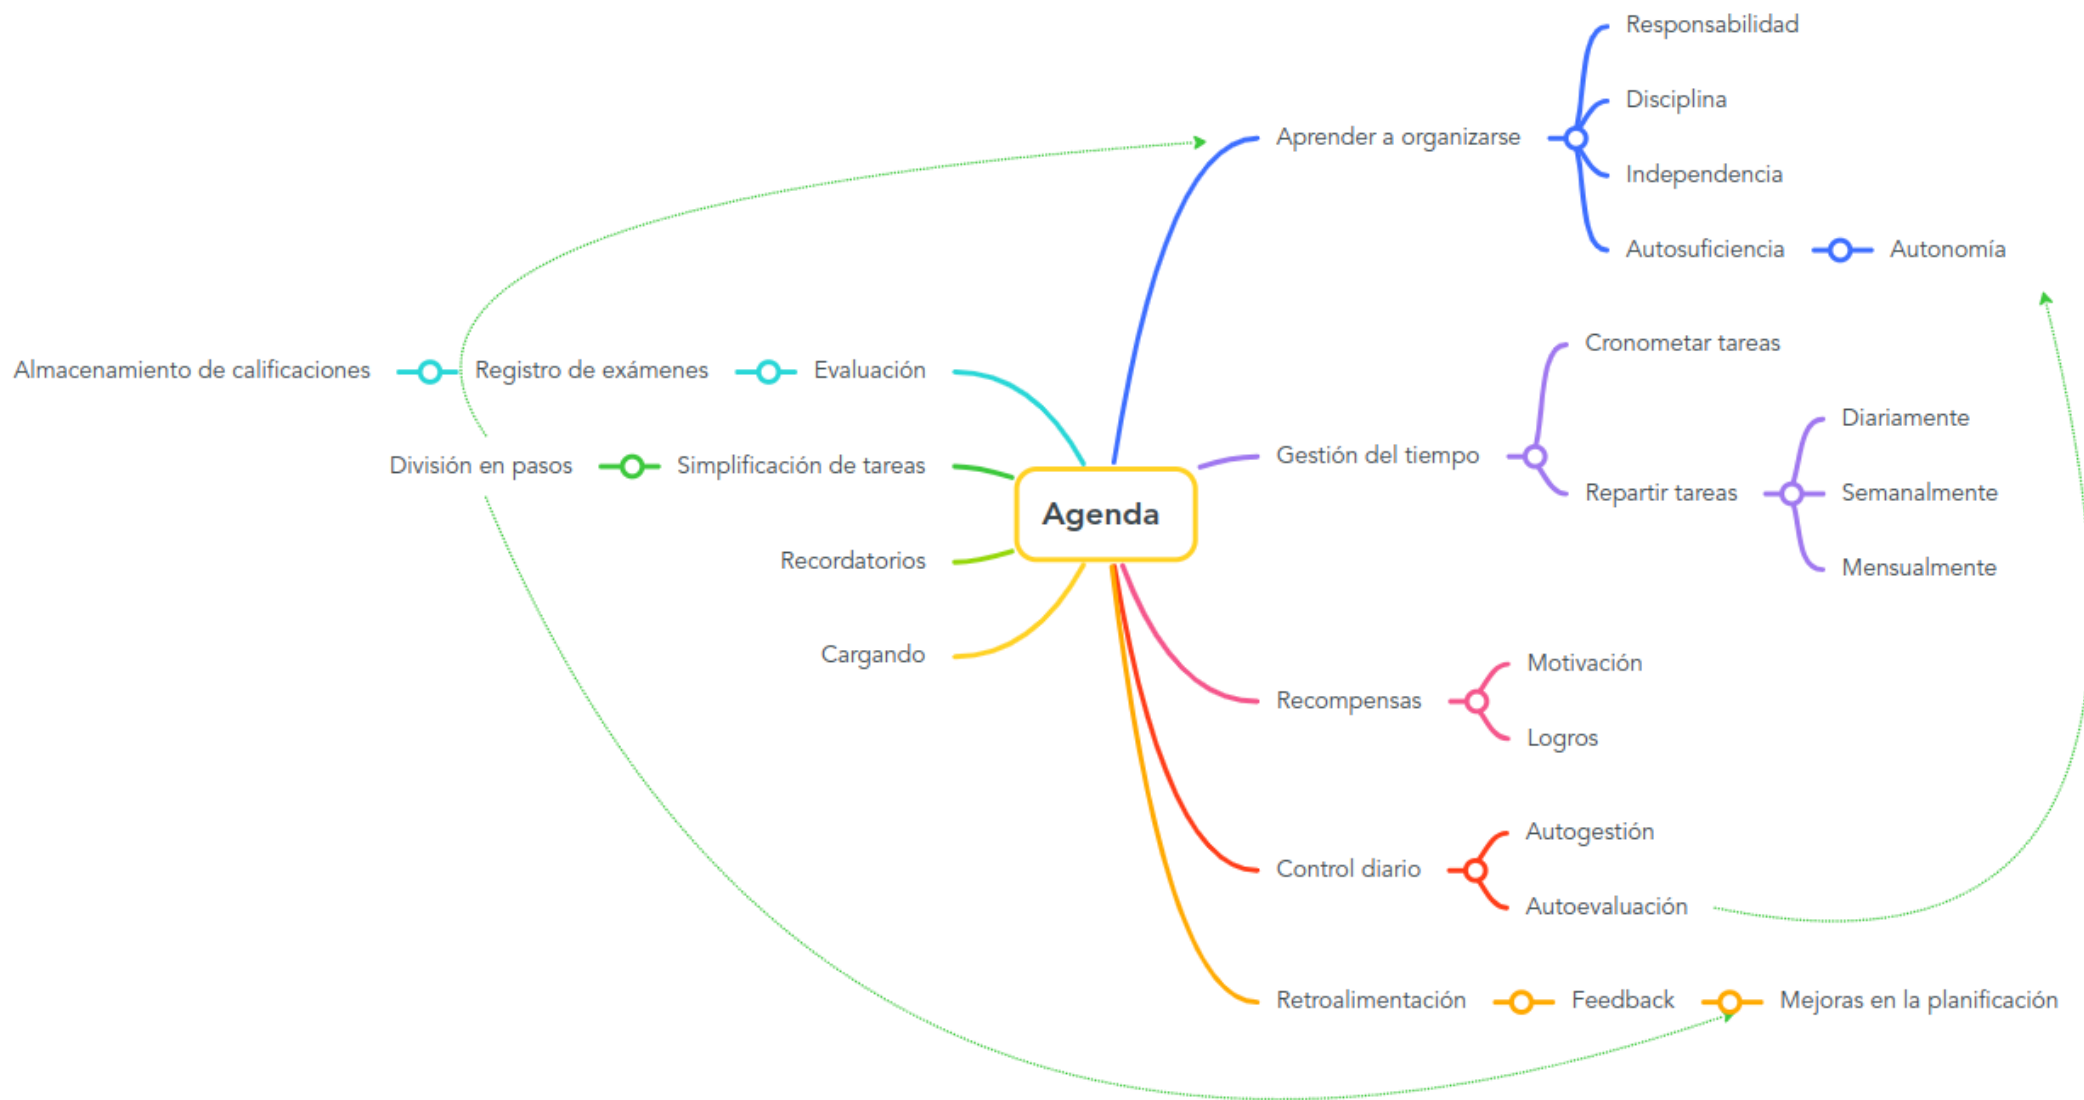 Responsabilidad
Disciplina
Aprender a organizarse
Independencia
Autosuficiencia
Autonomía
Cronometar tareas
Almacenamiento de calificaciones
Registro de exámenes
Evaluación
Diariamente
Gestión del tiempo
División en pasos
Simplificación de tareas
Repartir tareas
Semanalmente
Agenda
Recordatorios
Mensualmente
Cargando
Motivación
Recompensas
Logros
Autogestión
Control diario
Autoevaluación
Retroalimentación
Feedback
Mejoras en la planificación